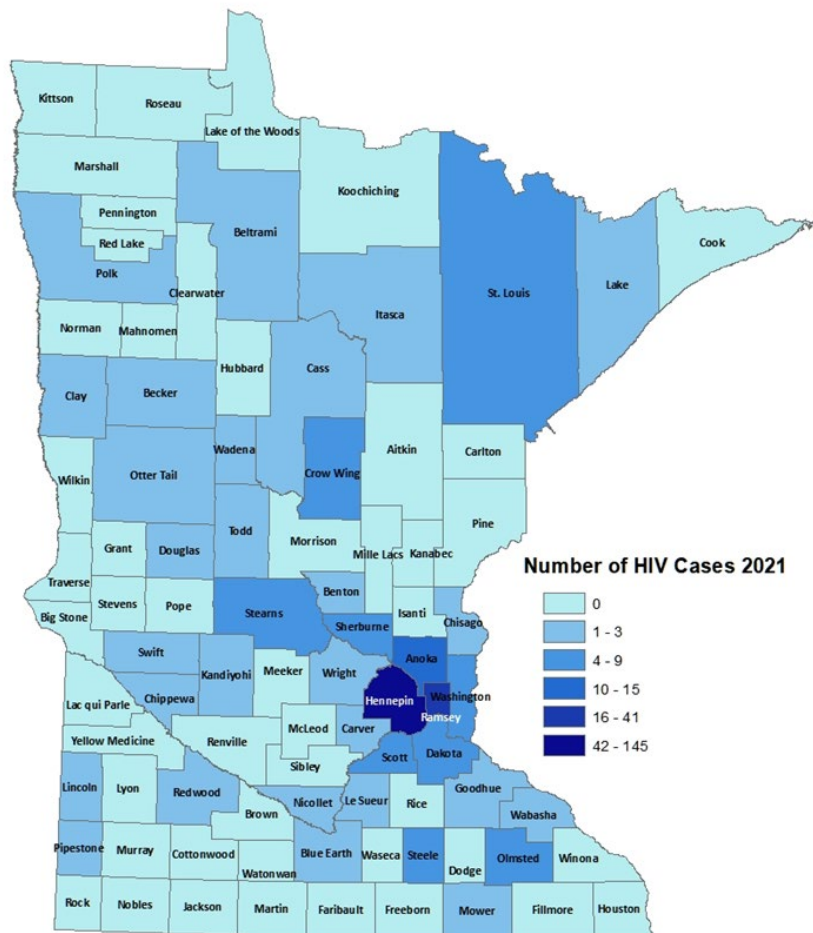 Kittson
Roseau
Lake of the Woods
Marshall
Koochiching
Pennington
Beltrami
Red Lake
Cook
Polk
Clearwater
St. Louis
Lake
Itasca
Norman
Mahnomen
Hubbard
Cass
Clay
Becker
Wadena
Aitkin
Carlton
Crow Wing
Otter Tail
Wilkin
Pine
Todd
Morrison
Grant
Douglas
Mille Lacs
Kanabec
Traverse
Benton
Stevens
Pope
Big Stone
Stearns
Isanti
Chisago
Sherburne
Swift
Anoka
Kandiyohi
Meeker
Wright
Washington
Chippewa
Hennepin
Lac qui Parle
Ramsey
McLeod
Carver
Yellow Medicine
Renville
Scott
Dakota
Sibley
Lincoln
Lyon
Redwood
Nicollet
Le Sueur
Rice
Goodhue
Brown
Wabasha
Pipestone
Murray
Cottonwood
Blue Earth
Waseca
Steele
Dodge
Olmsted
Winona
Watonwan
Rock
Nobles
Jackson
Martin
Faribault
Freeborn
Mower
Fillmore
Houston
Number of HIV Cases 2021
0
1 - 3
4 - 9
10 - 15
16 - 41
42 - 145